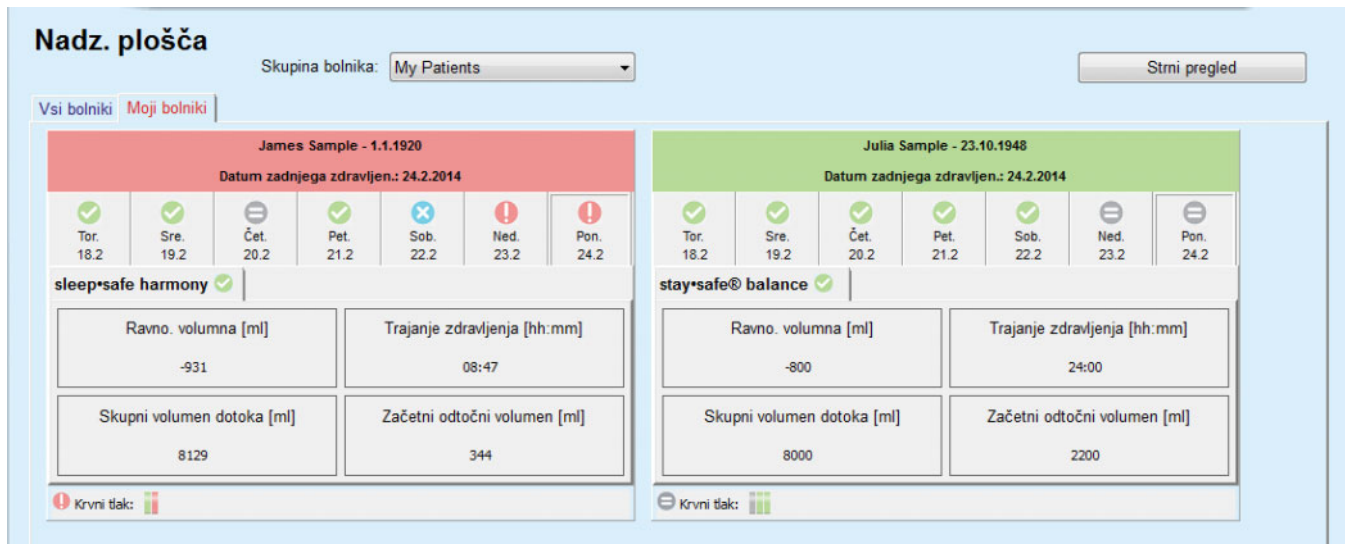 Nadz. plošča
Skupina bolnika: My Patients
Strni pregled
Vsi bolniki Moji bolniki
James Sample - 1.1.1920
Datum zadnjega zdravljen.: 24.2.2014
Tor. Sre. Čet. Pet. Sob. Ned. Pon.
18.2 19.2 20.2 21.2 22.2 23.2 24.2
sleep•safe harmony
Ravno. volumna [ml] Trajanje zdravljenja [hh:mm]
-931 08:47
Skupni volumen dotoka [ml] Začetni odtočni volumen [ml]
8129 344
Krvni tlak:
Julia Sample - 23.10.1948
Datum zadnjega zdravljen.: 24.2.2014
Tor. Sre. Čet. Pet. Sob. Ned. Pon.
18.2 19.2 20.2 21.2 22.2 23.2 24.2
stay•safe® balance
Ravno. volumna [ml] Trajanje zdravljenja [hh:mm]
-800 24:00
Skupni volumen dotoka [ml] Začetni odtočni volumen [ml]
8000 2200
Krvni tlak: